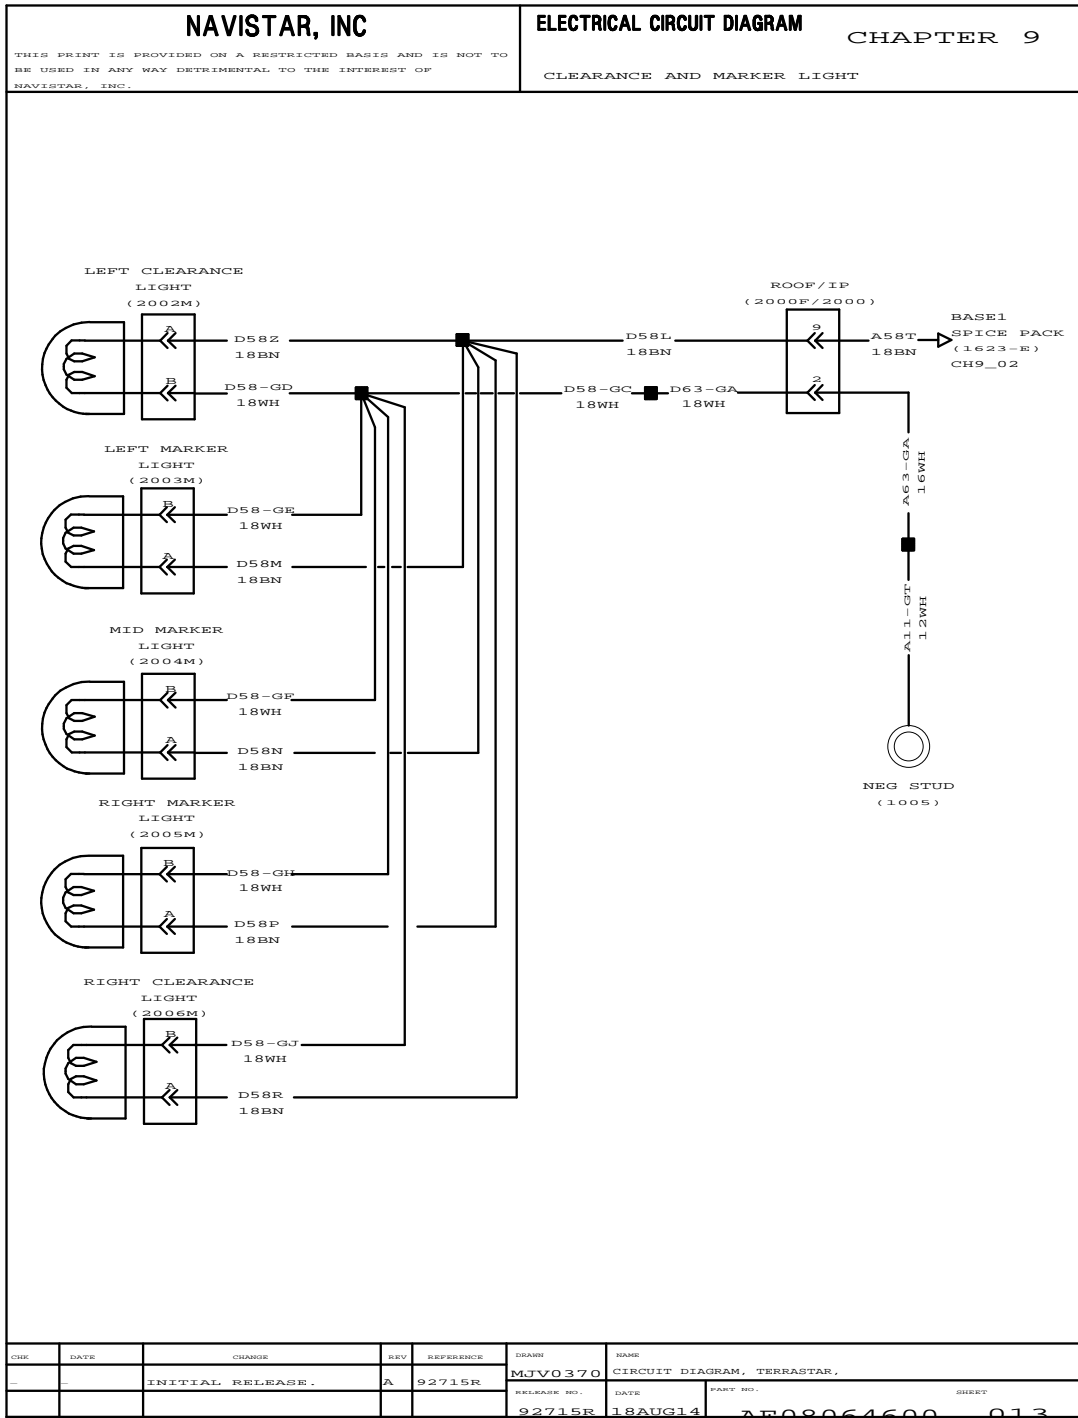 NAVISTAR, INC
THIS PRINT IS PROVIDED ON A RESTRICTED BASIS AND IS NOT TO
BE USED IN ANY WAY DETRIMENTAL TO THE INTEREST OF
NAVISTAR, INC.
ELECTRICAL CIRCUIT DIAGRAM
CHAPTER 9
CLEARANCE AND MARKER LIGHT
LEFT CLEARANCE
LIGHT
(2002M)
A
D58Z
18BN
B
D58-GD
18WH
D58L
18BN
D58-GC
18WH
D63-GA
18WH
ROOF/IP
(2000F/2000)
9
2
A58T
18BN
BASE1
SPICE PACK
(1623-E)
CH9_02
A63-GA
16WH
A11-GT
12WH
NEG STUD
(1005)
LEFT MARKER
LIGHT
(2003M)
B
D58-GE
18WH
A
D58M
18BN
MID MARKER
LIGHT
(2004M)
B
D58-GF
18WH
A
D58N
18BN
RIGHT MARKER
LIGHT
(2005M)
B
D58-GH
18WH
A
D58P
18BN
RIGHT CLEARANCE
LIGHT
(2006M)
B
D58-GJ
18WH
A
D58R
18BN
CHK DATE CHANGE REV REFERENCE
- - INITIAL RELEASE. A 92715R
DRAWN
MJV0370
NAME
CIRCUIT DIAGRAM, TERRASTAR,
RELEASE NO.
92715R
DATE
18AUG14
PART NO.
AE08064600
SHEET
013